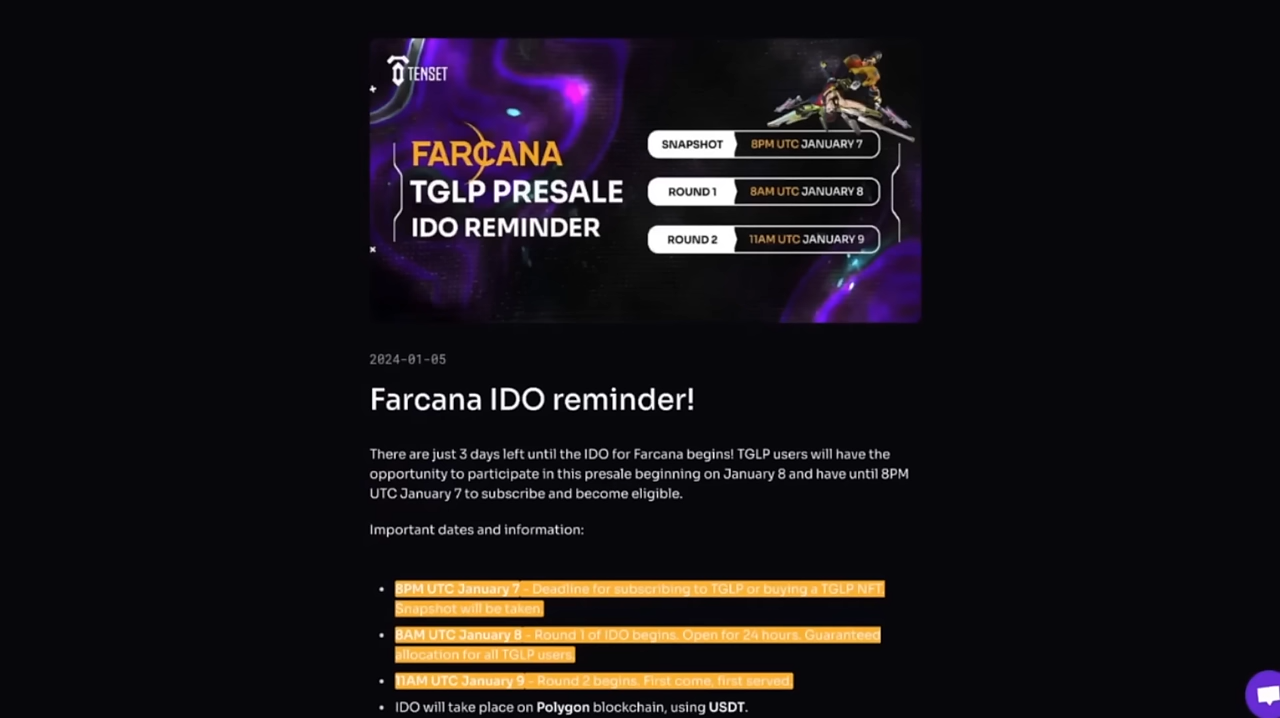 TENSET
FARCANA
TGLP PRESALE
IDO REMINDER
SNAPSHOT 8PM UTC JANUARY 7
ROUND 1 8AM UTC JANUARY 8
ROUND 2 11AM UTC JANUARY 9
2024-01-05
Farcana IDO reminder!
There are just 3 days left until the IDO for Farcana begins! TGLP users will have the
opportunity to participate in this presale beginning on January 8 and have until 8PM
UTC January 7 to subscribe and become eligible.
Important dates and information:
• 8PM UTC January 7 - Deadline for subscribing to TGLP or buying a TGLP NFT.
Snapshot will be taken.
• 8AM UTC January 8 - Round 1 of IDO begins. Open for 24 hours. Guaranteed
allocation for all TGLP users.
• 11AM UTC January 9 - Round 2 begins. First come, first served.
• IDO will take place on Polygon blockchain, using USDT.